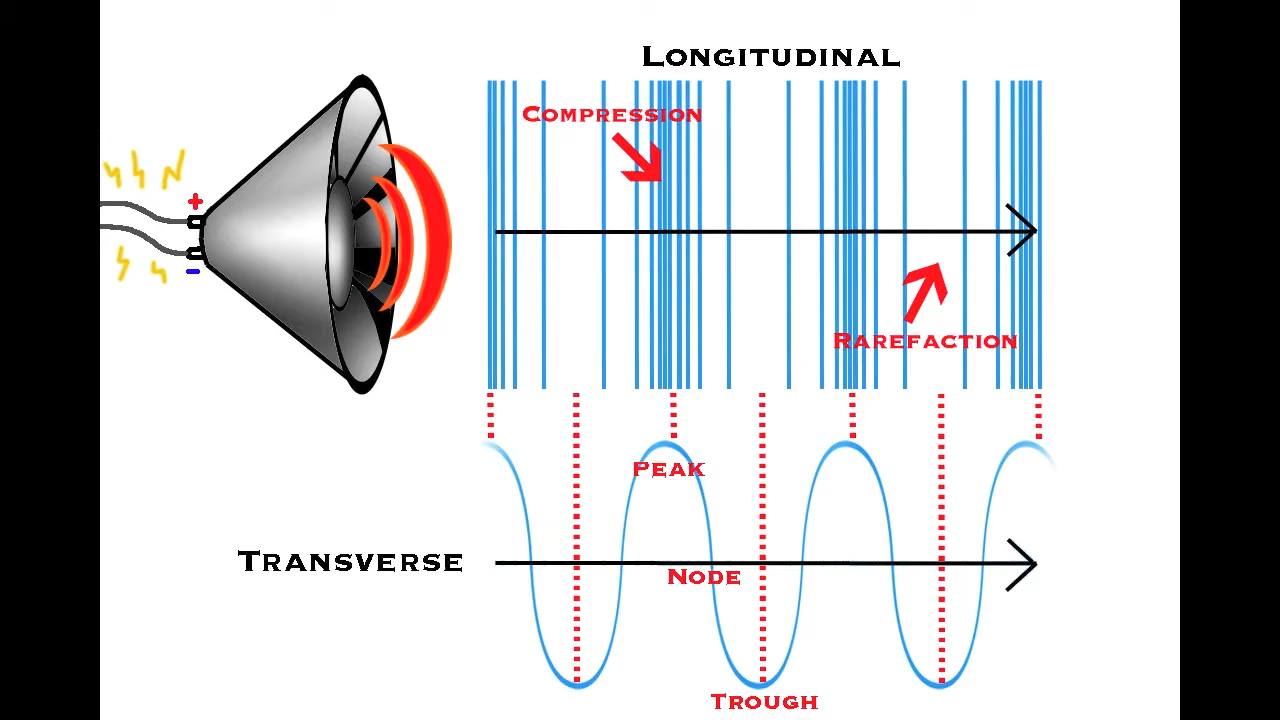 LONGITUDINAL
COMPRESSION
+
-
RAREFACTION
PEAK
TRANSVERSE
NODE
TROUGH